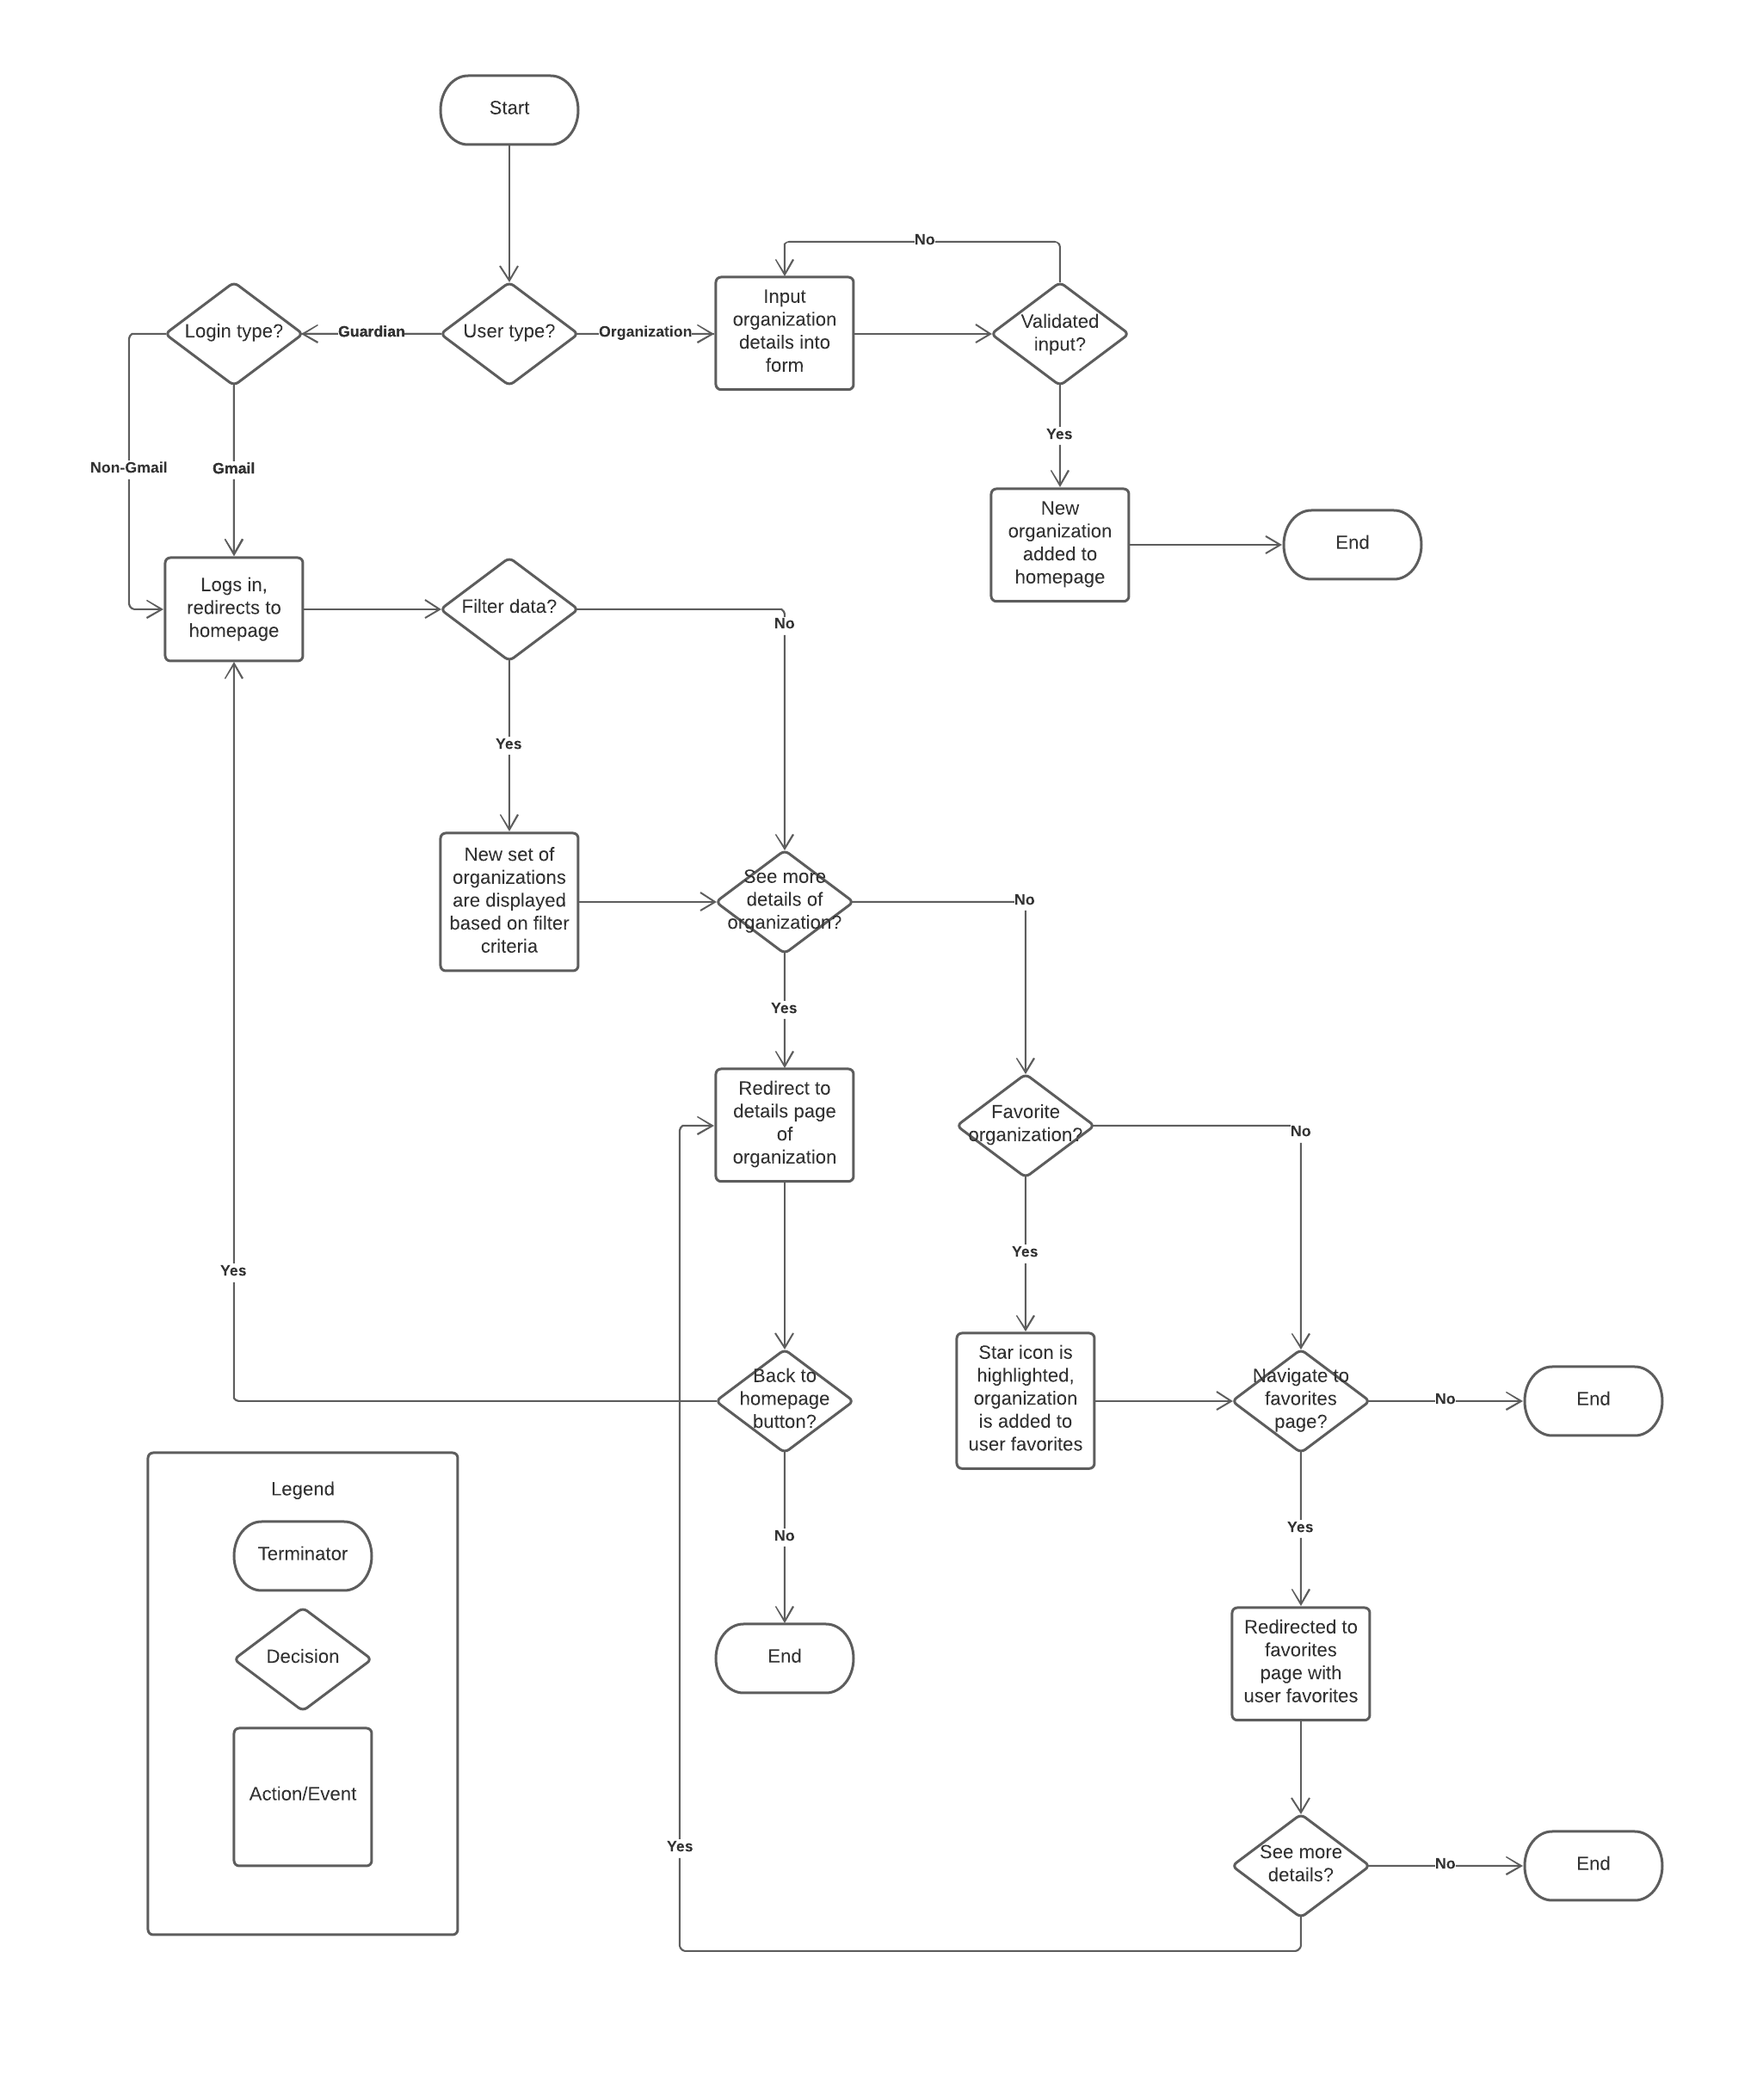 Start
No
Login type?
Guardian
User type?
Organization
Input
organization
details into
form
Validated
input?
Non-Gmail
Gmail
Yes
New
organization
added to
homepage
End
Logs in,
redirects to
homepage
Filter data?
No
Yes
New set of
organizations
are displayed
based on filter
criteria
See more
details of
organization?
No
Yes
Redirect to
details page
of
organization
Favorite
organization?
No
Yes
Yes
Back to
homepage
button?
Star icon is
highlighted,
organization
is added to
user favorites
Navigate to
favorites
page?
No
End
Legend
Terminator
Decision
Action/Event
No
End
Yes
Redirected to
favorites
page with
user favorites
Yes
See more
details?
No
End